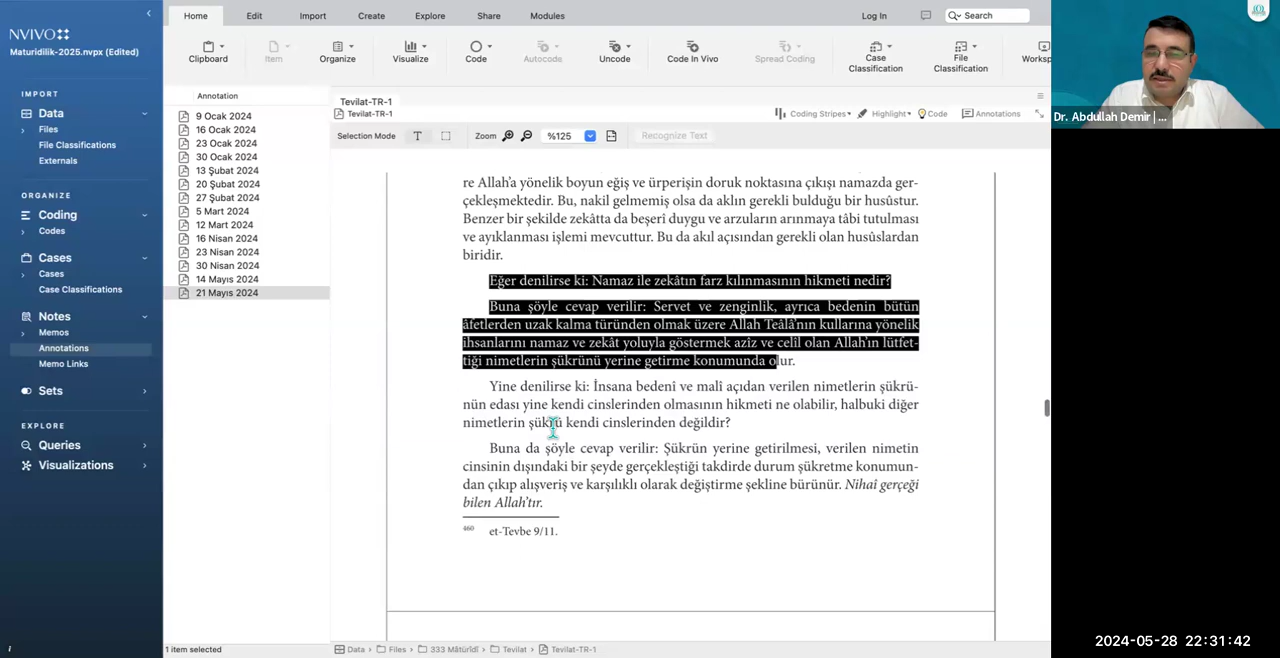 NVIVO
Maturidilik-2025.nvpx (Edited)
IMPORT
Data
Files
File Classifications
Externals
ORGANIZE
Coding
Codes
Cases
Cases
Case Classifications
Notes
Memos
Annotations
Memo Links
Sets
EXPLORE
Queries
Visualizations
Home Edit Import Create Explore Share Modules Log In Search
Clipboard Item Organize Visualize Code Autocode Uncode Code In Vivo Spread Coding Case Classification File Classification Worksp
Annotation
9 Ocak 2024
16 Ocak 2024
23 Ocak 2024
30 Ocak 2024
13 Şubat 2024
20 Şubat 2024
27 Şubat 2024
5 Mart 2024
12 Mart 2024
16 Nisan 2024
23 Nisan 2024
30 Nisan 2024
14 Mayıs 2024
21 Mayıs 2024
1 item selected
Tevilat-TR-1
Tevilat-TR-1 Coding Stripes Highlight Code Annotations
Selection Mode T Zoom %125 Recognize Text
re Allah’a yönelik boyun eğiş ve ürperişin doruk noktasına çıkışı namazda ger-
çekleşmektedir. Bu, nakil gelmemiş olsa da aklın gerekli bulduğu bir husûstur.
Benzer bir şekilde zekâtta da beşerî duygu ve arzuların arınmaya tâbi tutulması
ve ayıklanması işlemi mevcuttur. Bu da akıl açısından gerekli olan husûslardan
biridir.
Eğer denilirse ki: Namaz ile zekâtın farz kılınmasının hikmeti nedir?
Buna şöyle cevap verilir: Servet ve zenginlik, ayrıca bedenin bütün
âfetlerden uzak kalma türünden olmak üzere Allah Teâlâ’nın kullarına yönelik
ihsanlarını namaz ve zekât yoluyla göstermek azîz ve celîl olan Allah’ın lütfet-
tiği nimetlerin şükrünü yerine getirme konumunda olur.
Yine denilirse ki: İnsana bedenî ve malî açıdan verilen nimetlerin şükrü-
nün edası yine kendi cinslerinden olmasının hikmeti ne olabilir, halbuki diğer
nimetlerin şükrü kendi cinslerinden değildir?
Buna da şöyle cevap verilir: Şükrün yerine getirilmesi, verilen nimetin
cinsinin dışındaki bir şeyde gerçekleştiği takdirde durum şükretme konumun-
dan çıkıp alışveriş ve karşılıklı olarak değiştirme şekline bürünür. Nihaî gerçeği
bilen Allah’tır.
460 et-Tevbe 9/11.
Data Files 333 Mâtürîdî Tevilat Tevilat-TR-1
Dr. Abdullah Demir | ...
2024-05-28 22:31:42